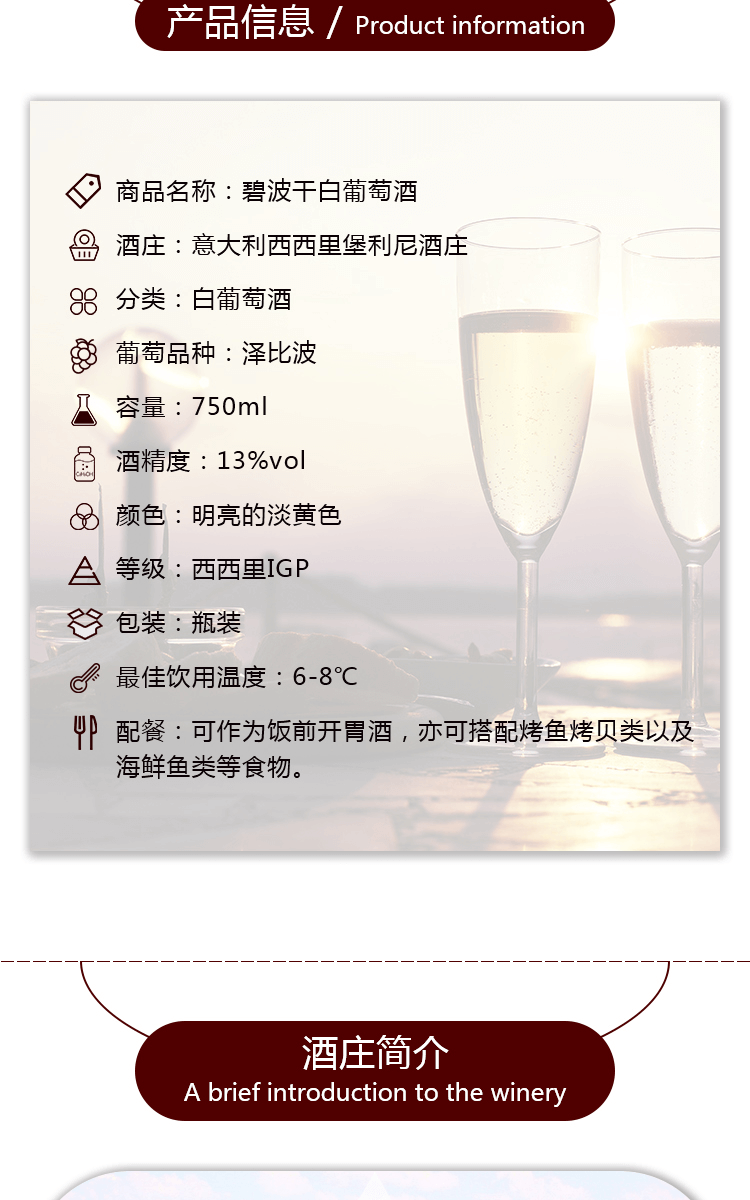 产品信息 / Product information
商品名称：碧波干白葡萄酒
酒庄：意大利西西里堡利尼酒庄
分类：白葡萄酒
葡萄品种：泽比波
容量：750ml
酒精度：13%vol
颜色：明亮的淡黄色
等级：西西里IGP
包装：瓶装
最佳饮用温度：6-8℃
配餐：可作为饭前开胃酒，亦可搭配烤鱼烤贝类以及
海鲜鱼类等食物。
酒庄简介
A brief introduction to the winery